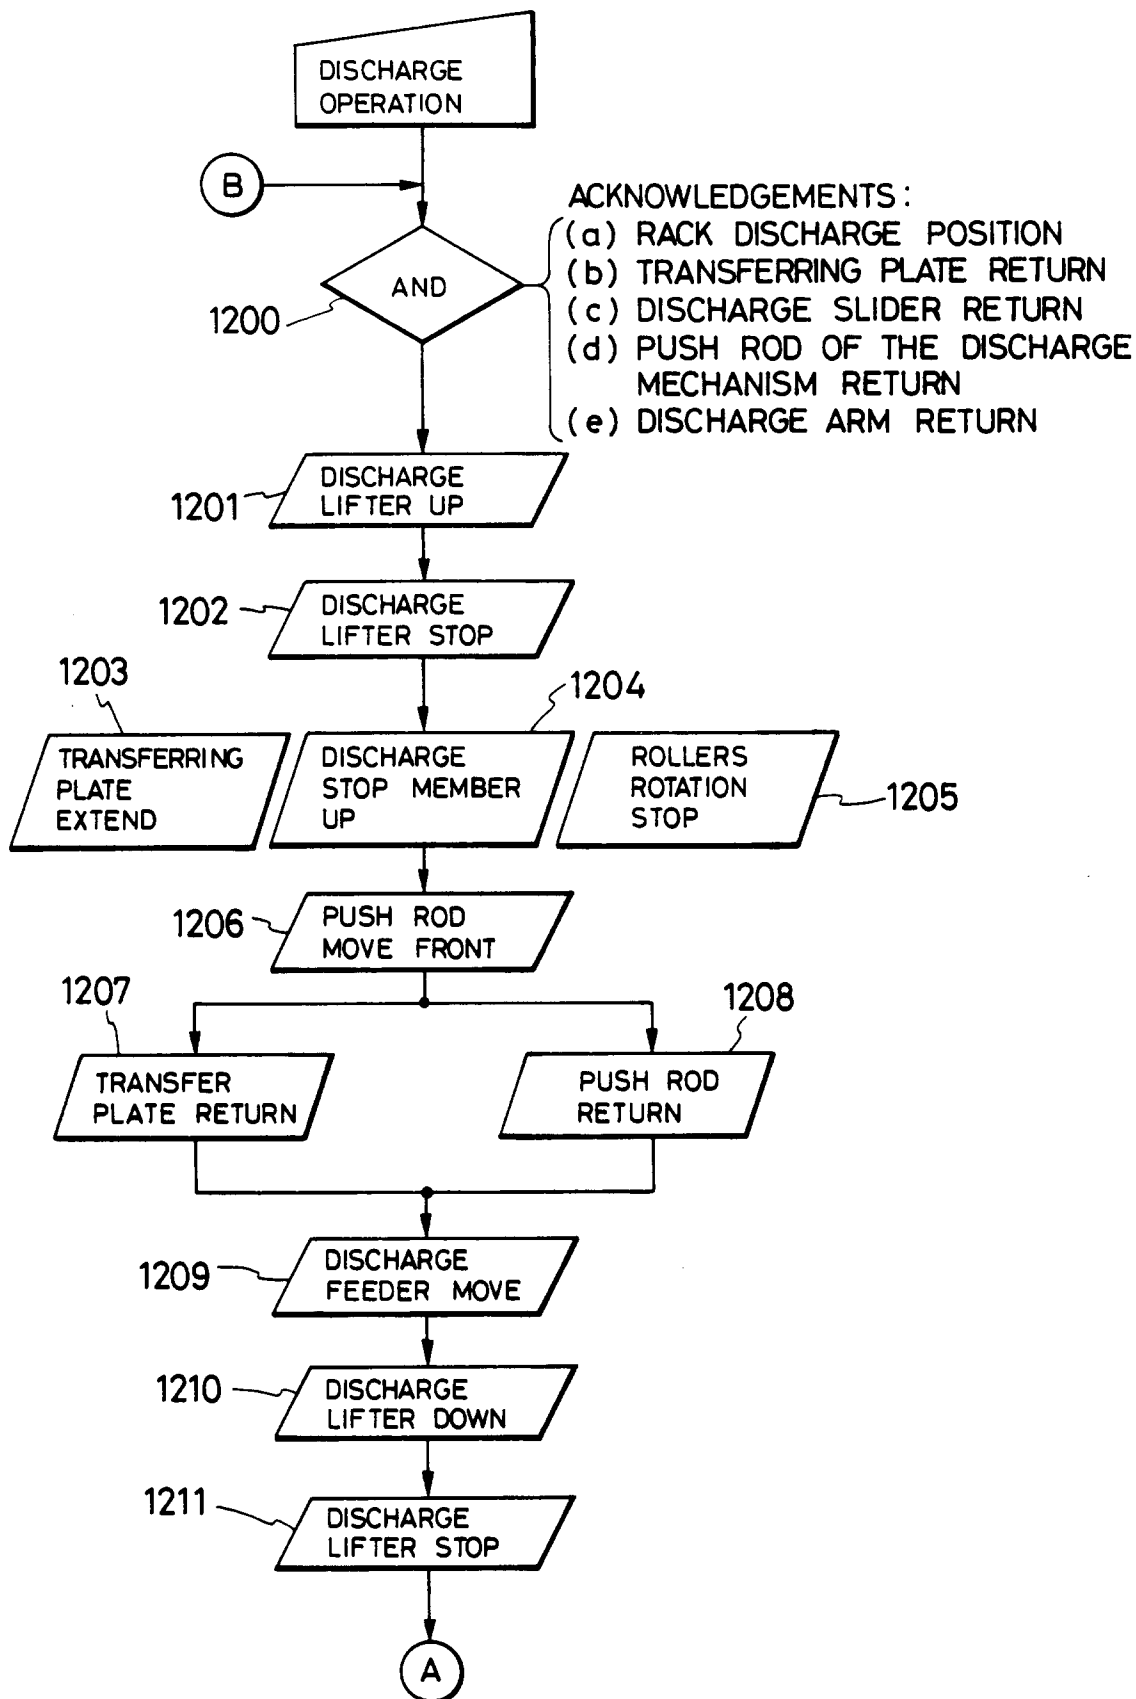 DISCHARGE
OPERATION
B
ACKNOWLEDGEMENTS:
(a) RACK DISCHARGE POSITION
(b) TRANSFERRING PLATE RETURN
(c) DISCHARGE SLIDER RETURN
(d) PUSH ROD OF THE DISCHARGE
MECHANISM RETURN
(e) DISCHARGE ARM RETURN
AND
1200
DISCHARGE
LIFTER UP
1201
DISCHARGE
LIFTER STOP
1202
1203
TRANSFERRING
PLATE
EXTEND
1204
DISCHARGE
STOP MEMBER
UP
ROLLERS
ROTATION
STOP
1205
PUSH ROD
MOVE FRONT
1206
1207
TRANSFER
PLATE RETURN
1208
PUSH ROD
RETURN
DISCHARGE
FEEDER MOVE
1209
DISCHARGE
LIFTER DOWN
1210
DISCHARGE
LIFTER STOP
1211
A